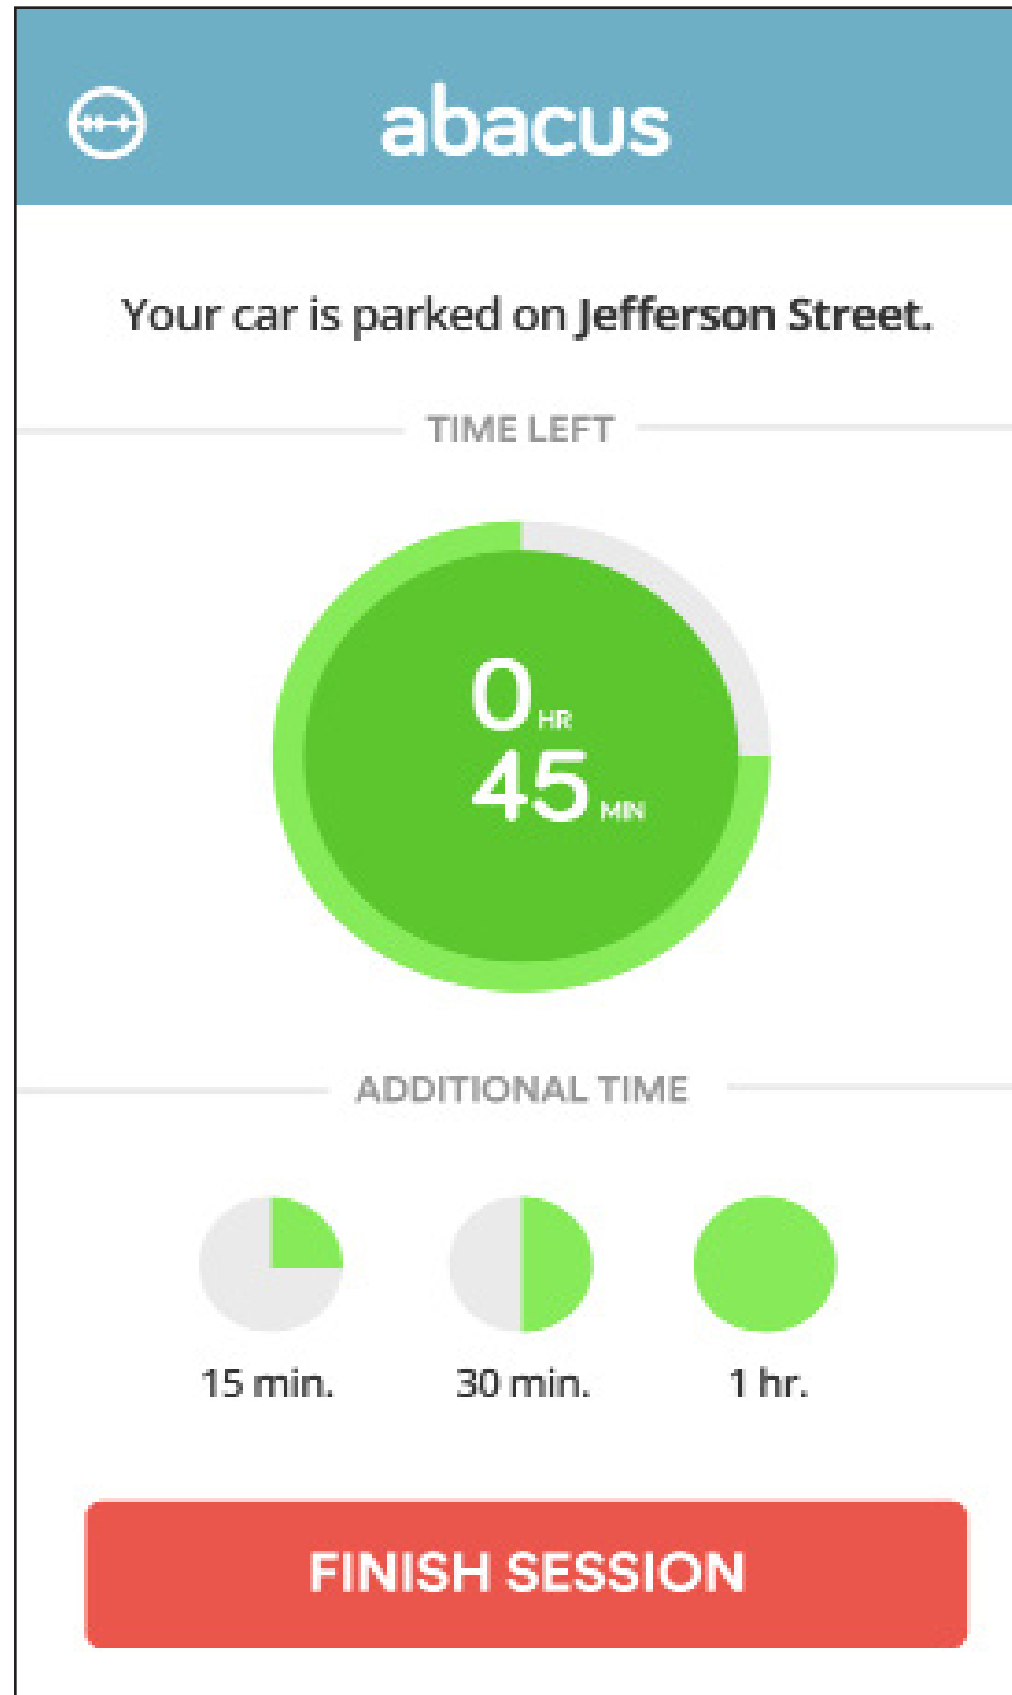 abacus
Your car is parked on Jefferson Street.
TIME LEFT
0 HR
45 MIN
ADDITIONAL TIME
15 min. 30 min. 1 hr.
FINISH SESSION